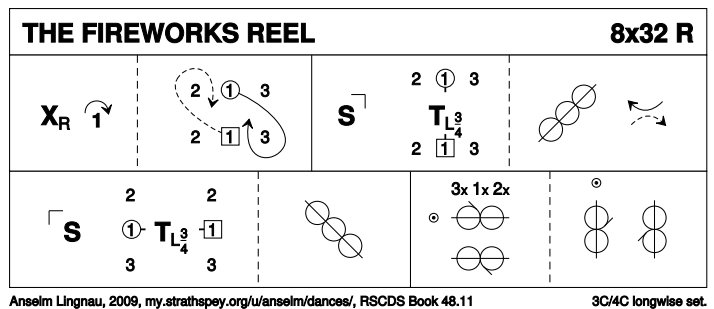 THE FIREWORKS REEL 8x32 R
2 1 3 2 1 3
XR 1 S TL3/4
2 1 3 2 1 3
2 2 3x 1x 2x
S 1 TL3/4 1
3 3
Anselm Lingnau, 2009, my.strathspey.org/u/anselm/dances/, RSCDS Book 48.11 3C/4C longwise set.